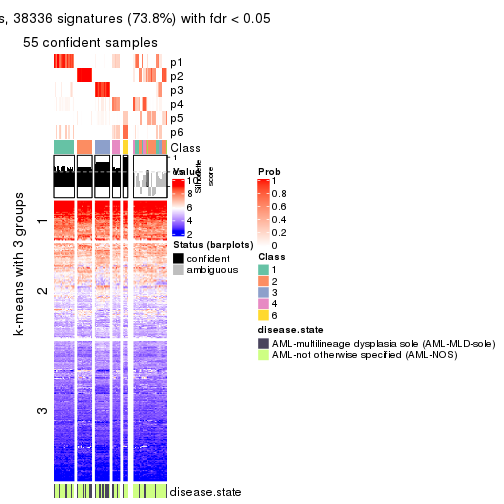 s, 38336 signatures (73.8%) with fdr < 0.05
55 confident samples
p1
p2
p3
p4
p5
p6
Class
1
Silhouette
score
Value
10
8
6
4
2
Prob
1
0.8
0.6
0.4
0.2
0
Status (barplots)
confident
ambiguous
Class
1
2
3
4
6
disease.state
AML-multilineage dysplasia sole (AML-MLD-sole)
AML-not otherwise specified (AML-NOS)
k-means with 3 groups
1
2
3
disease.state